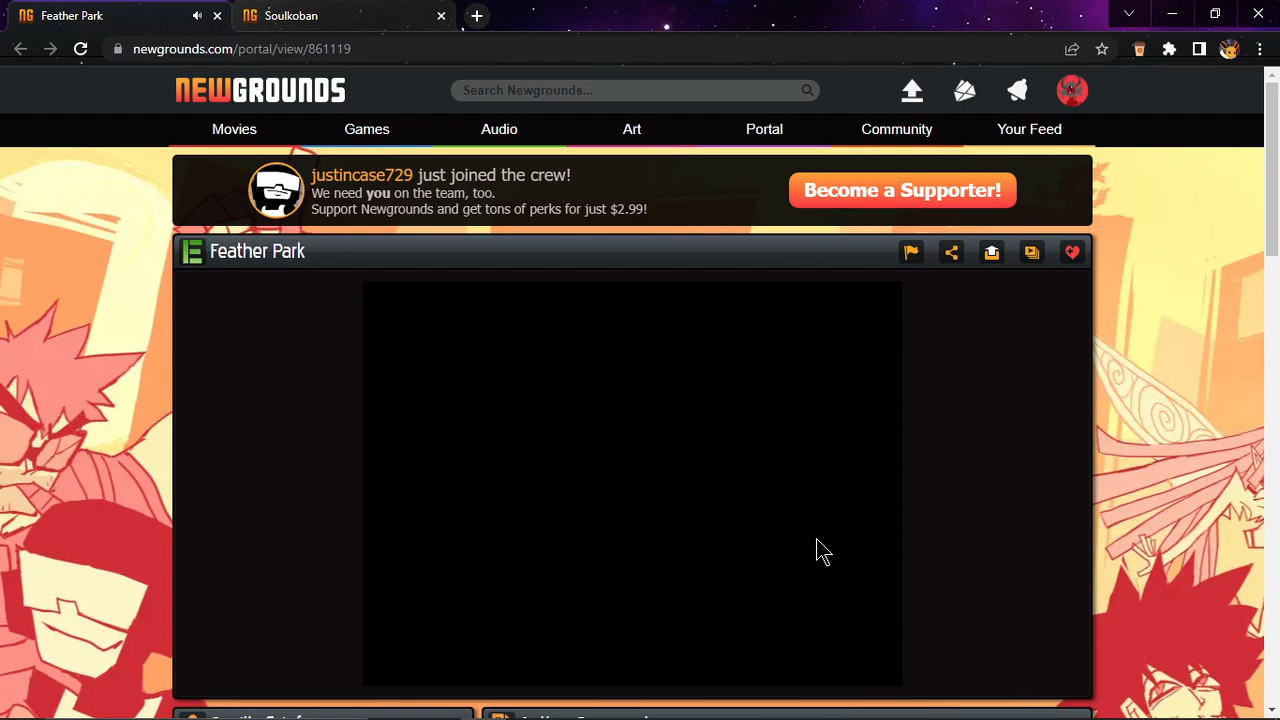 Feather Park
Soulkoban
newgrounds.com/portal/view/861119
NEWGROUNDS
Search Newgrounds...
Movies
Games
Audio
Art
Portal
Community
Your Feed
justincase729 just joined the crew!
We need you on the team, too.
Support Newgrounds and get tons of perks for just $2.99!
Become a Supporter!
E Feather Park